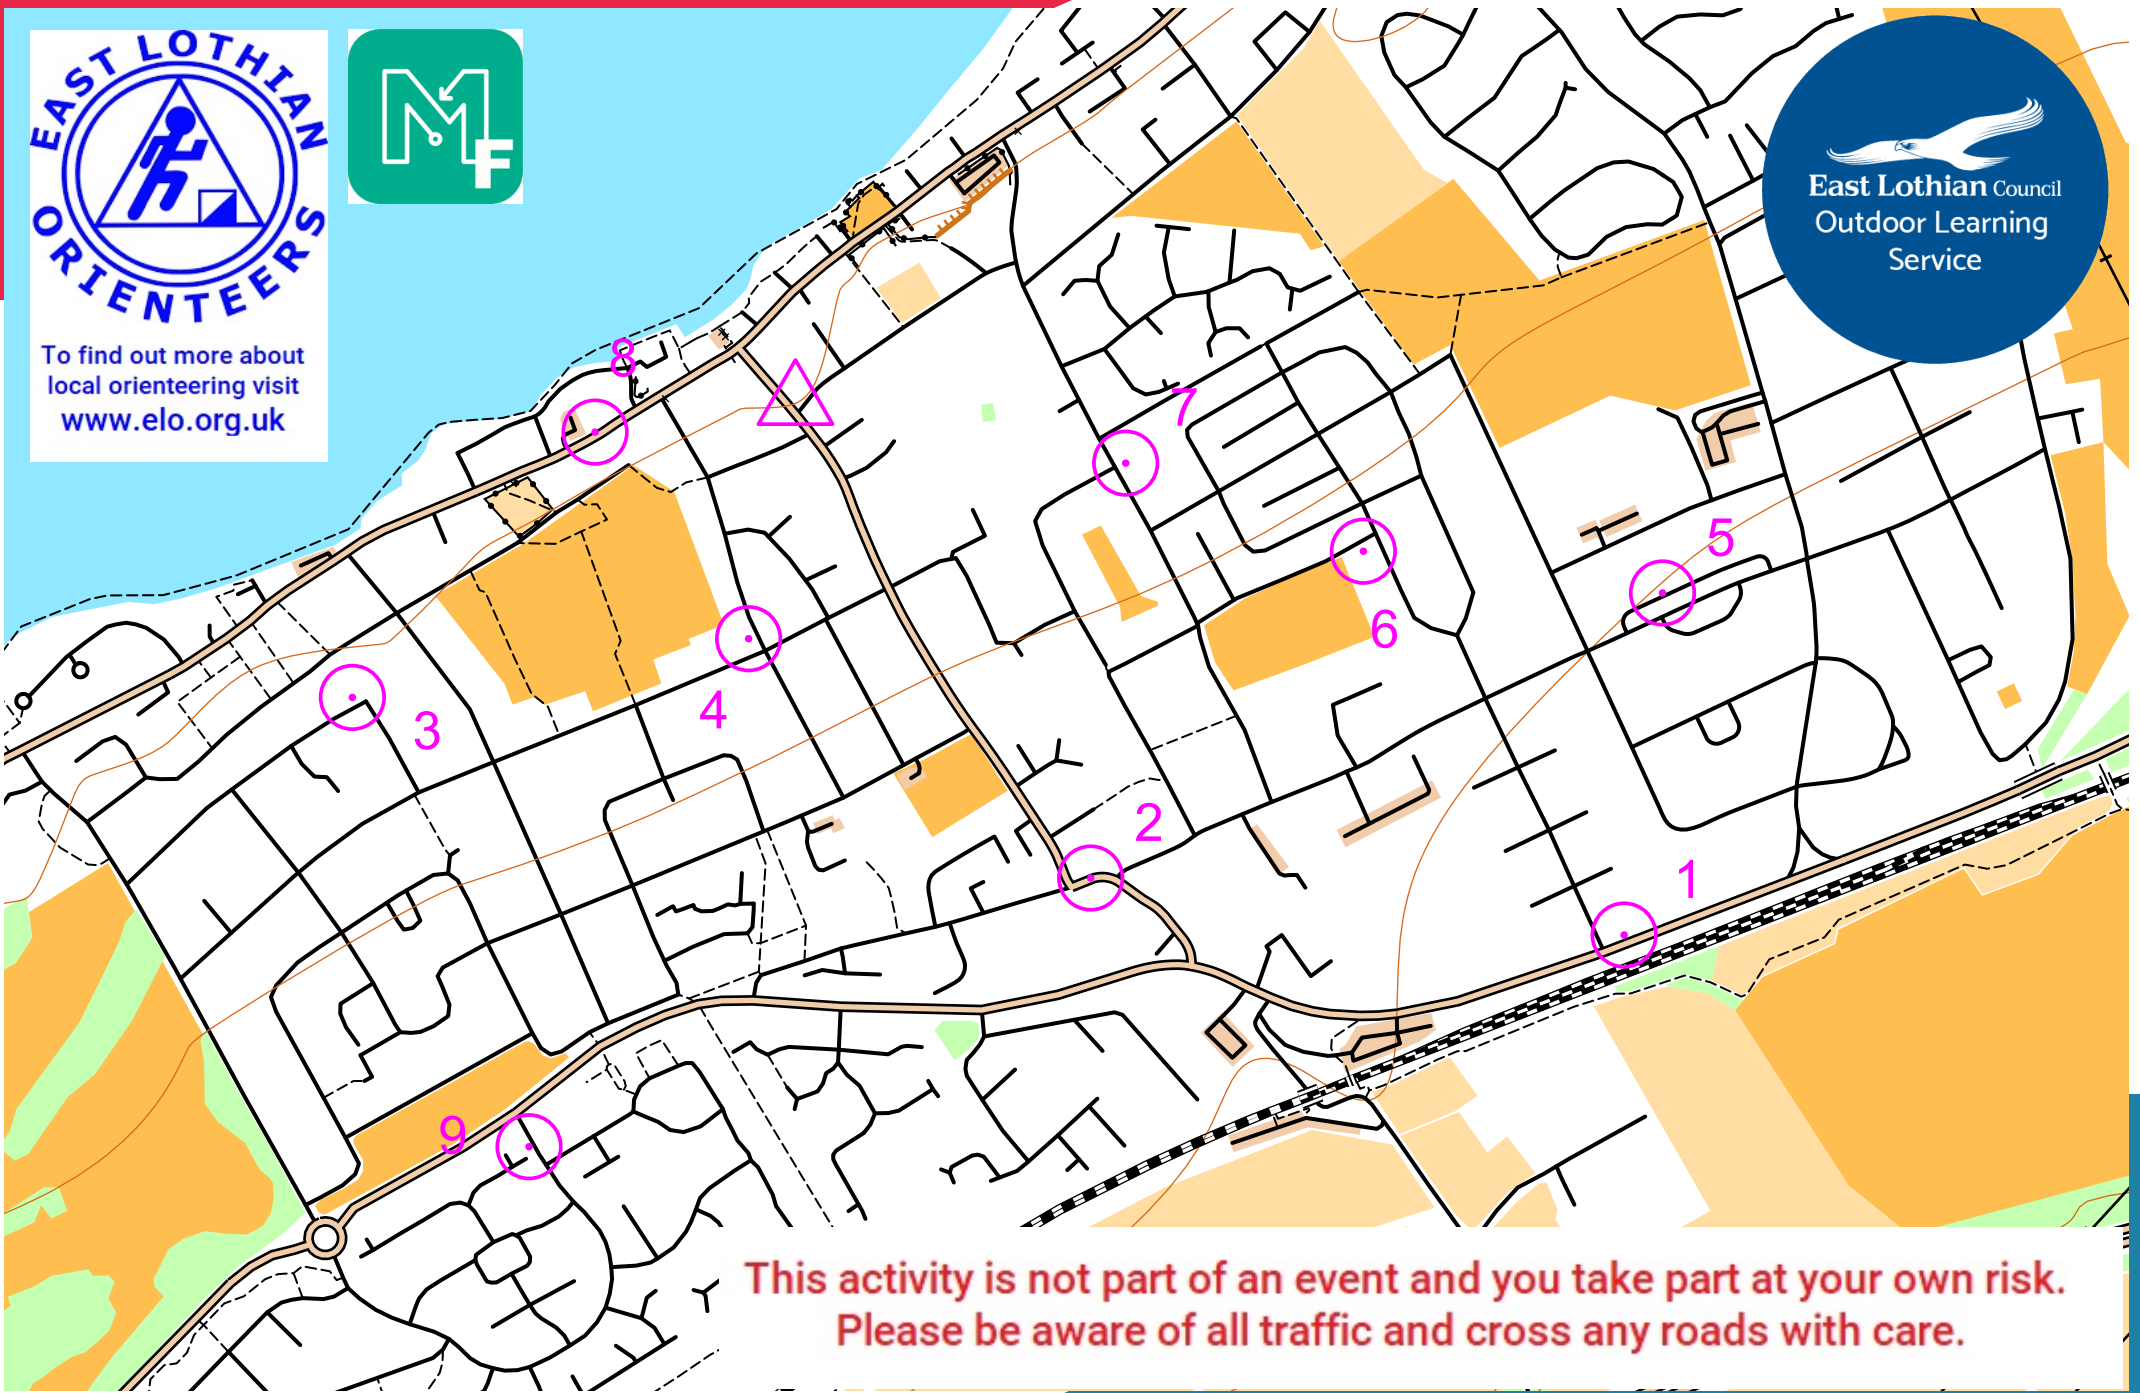 EAST LOTHIAN
ORIENTEERS
To find out more about
local orienteering visit
www.elo.org.uk
M
F
East Lothian Council
Outdoor Learning
Service
8
7
5
6
4
3
2
1
9
This activity is not part of an event and you take part at your own risk.
Please be aware of all traffic and cross any roads with care.